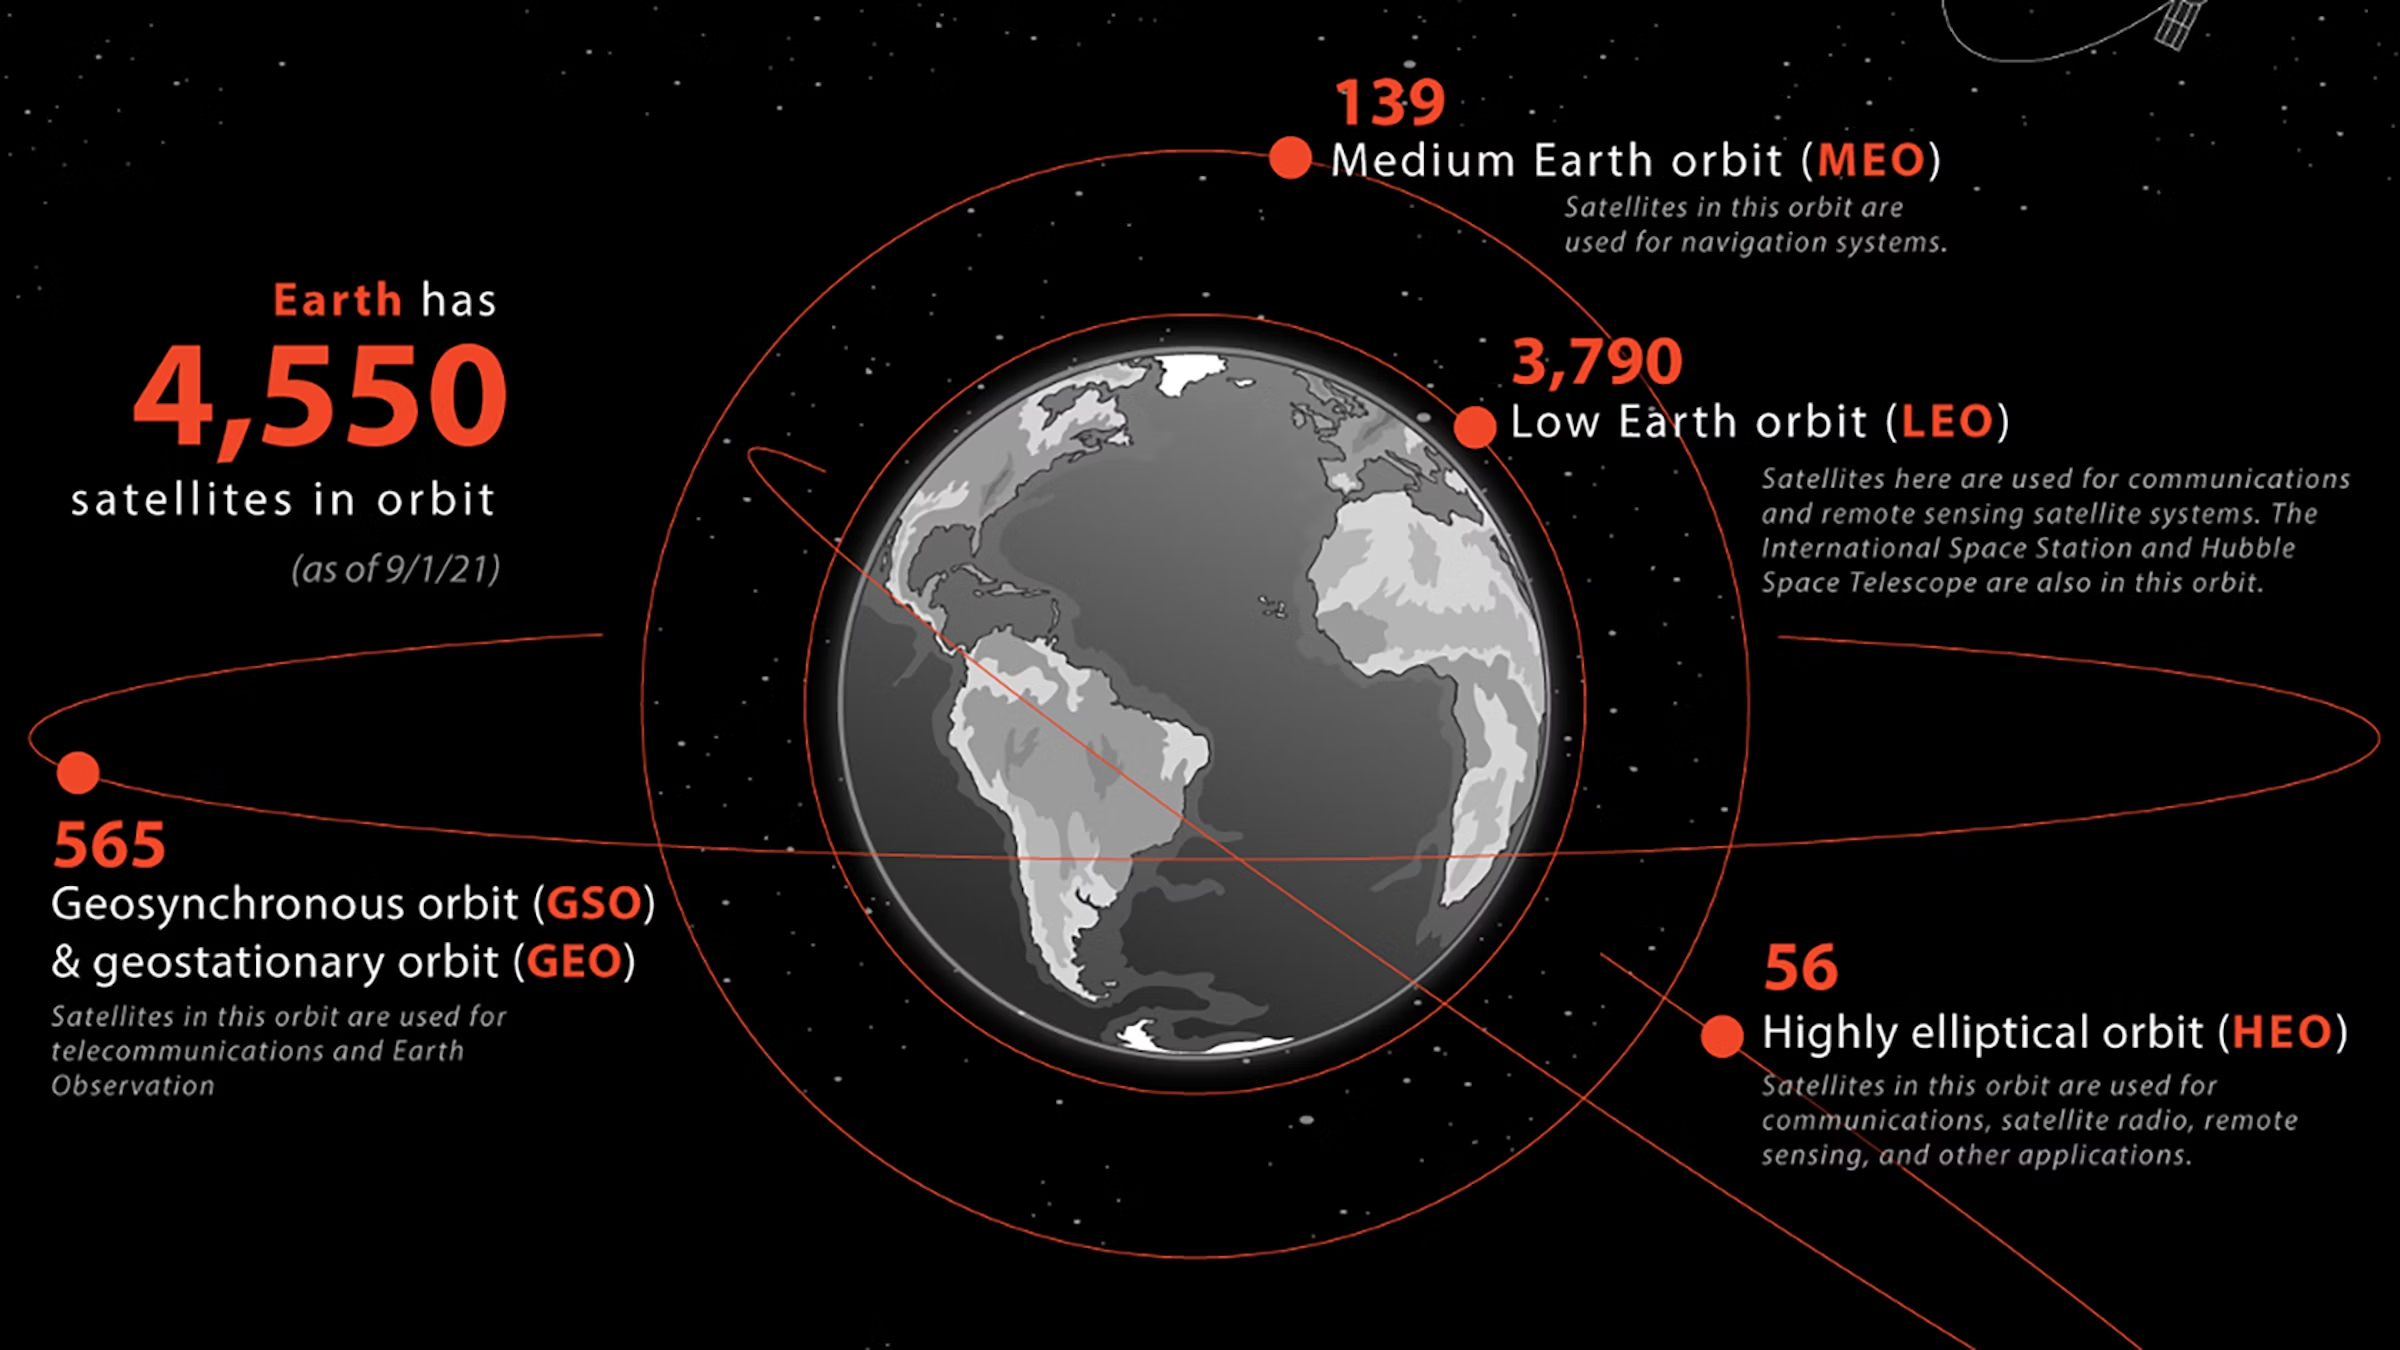 139
Medium Earth orbit (MEO)
Satellites in this orbit are
used for navigation systems.
Earth has
4,550
satellites in orbit
(as of 9/1/21)
3,790
Low Earth orbit (LEO)
Satellites here are used for communications
and remote sensing satellite systems. The
International Space Station and Hubble
Space Telescope are also in this orbit.
565
Geosynchronous orbit (GSO)
& geostationary orbit (GEO)
Satellites in this orbit are used for
telecommunications and Earth
Observation
56
Highly elliptical orbit (HEO)
Satellites in this orbit are used for
communications, satellite radio, remote
sensing, and other applications.